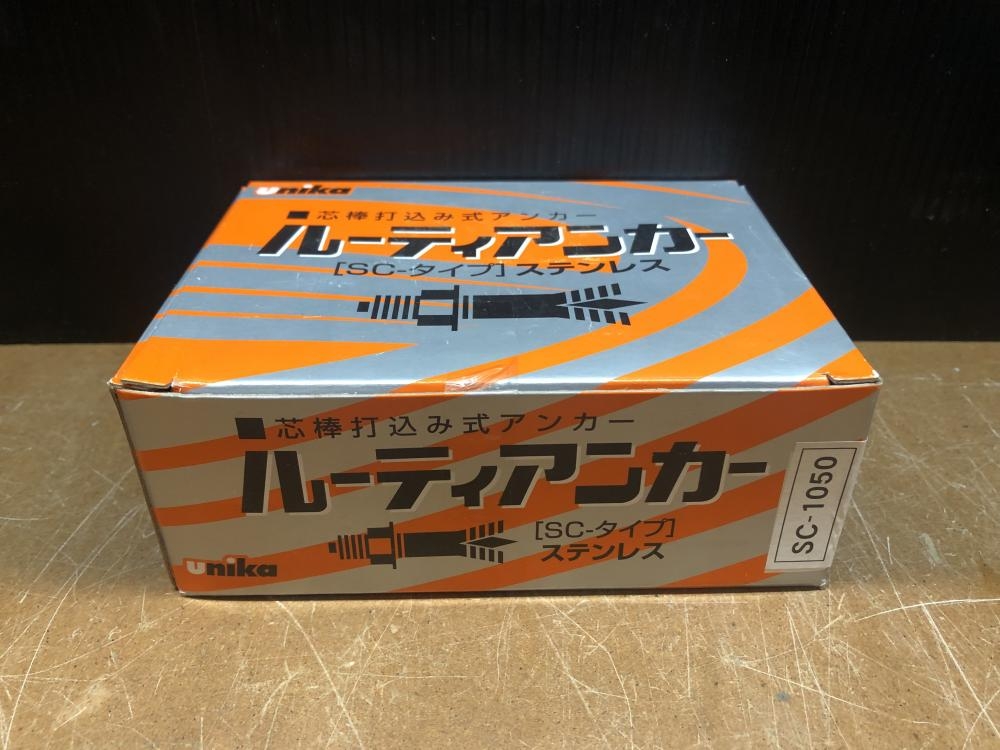 unika
■芯棒打込み式アンカー
ルーティアンカー
[SC-タイプ] ステンレス
■芯棒打込み式アンカー
ルーティアンカー
[SC-タイプ]
ステンレス
unika
SC-1050